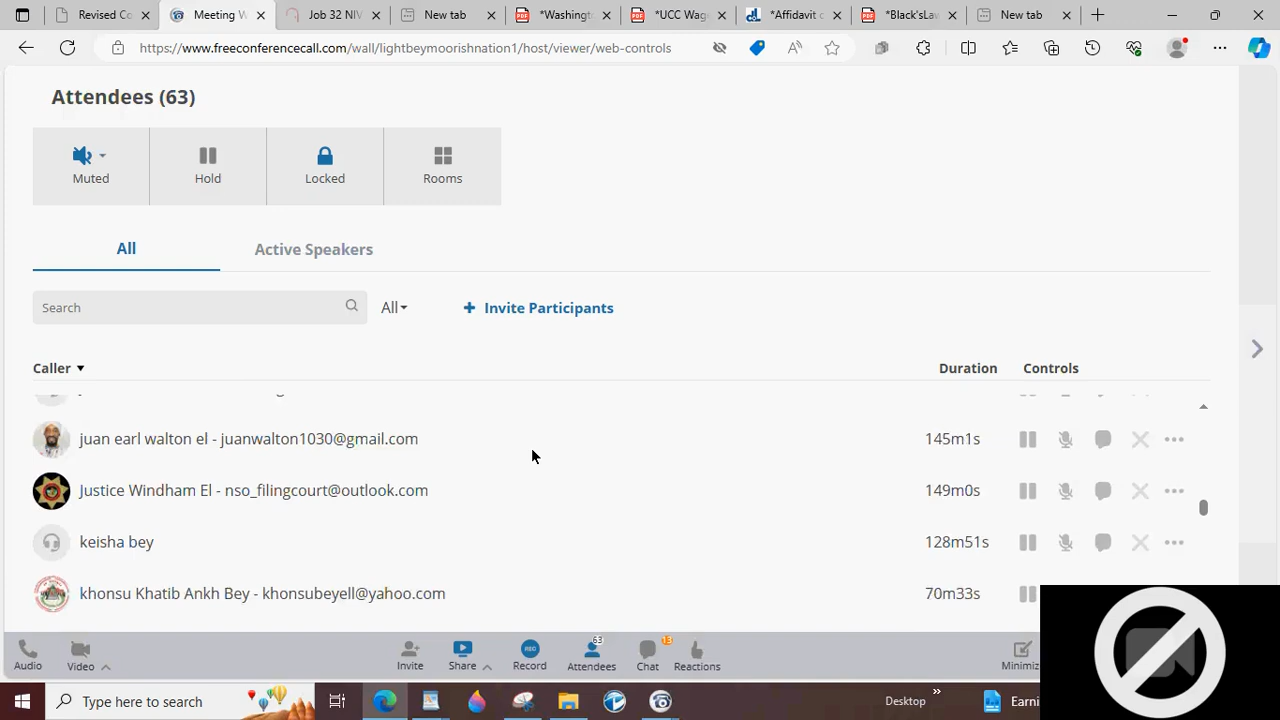 Revised Co
Meeting W
Job 32 NIV
New tab
*Washingt
*UCC Wag
*Affidavit c
*Black'sLav
New tab
https://www.freeconferencecall.com/wall/lightbeymoorishnation1/host/viewer/web-controls
Attendees (63)
Muted
Hold
Locked
Rooms
All
Active Speakers
Search
All
+ Invite Participants
Caller
Duration
Controls
juan earl walton el - juanwalton1030@gmail.com
145m1s
Justice Windham El - nso_filingcourt@outlook.com
149m0s
keisha bey
128m51s
khonsu Khatib Ankh Bey - khonsubeyell@yahoo.com
70m33s
Audio
Video
Invite
Share
REC
Record
63
Attendees
13
Chat
Reactions
Minimiz
Type here to search
Desktop
Earni